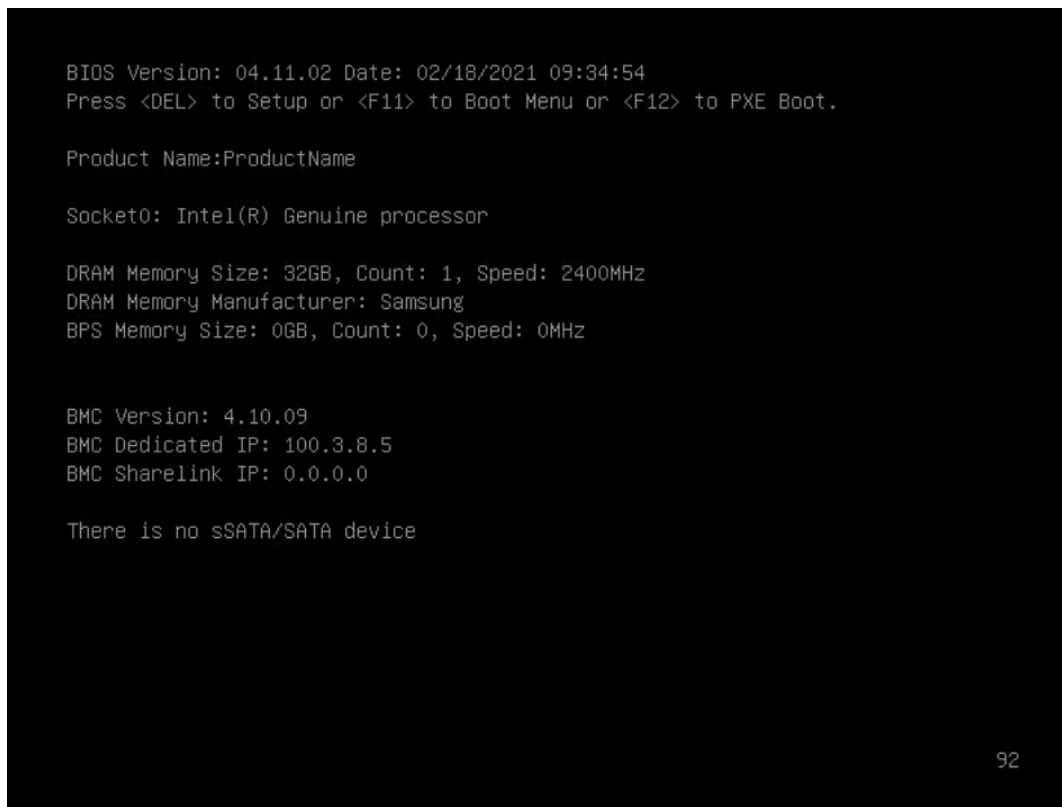 BIOS Version: 04.11.02 Date: 02/18/2021 09:34:54
Press <DEL> to Setup or <F11> to Boot Menu or <F12> to PXE Boot.
Product Name:ProductName
Socket0: Intel(R) Genuine processor
DRAM Memory Size: 32GB, Count: 1, Speed: 2400MHz
DRAM Memory Manufacturer: Samsung
BPS Memory Size: 0GB, Count: 0, Speed: 0MHz
BMC Version: 4.10.09
BMC Dedicated IP: 100.3.8.5
BMC Sharelink IP: 0.0.0.0
There is no sSATA/SATA device
92